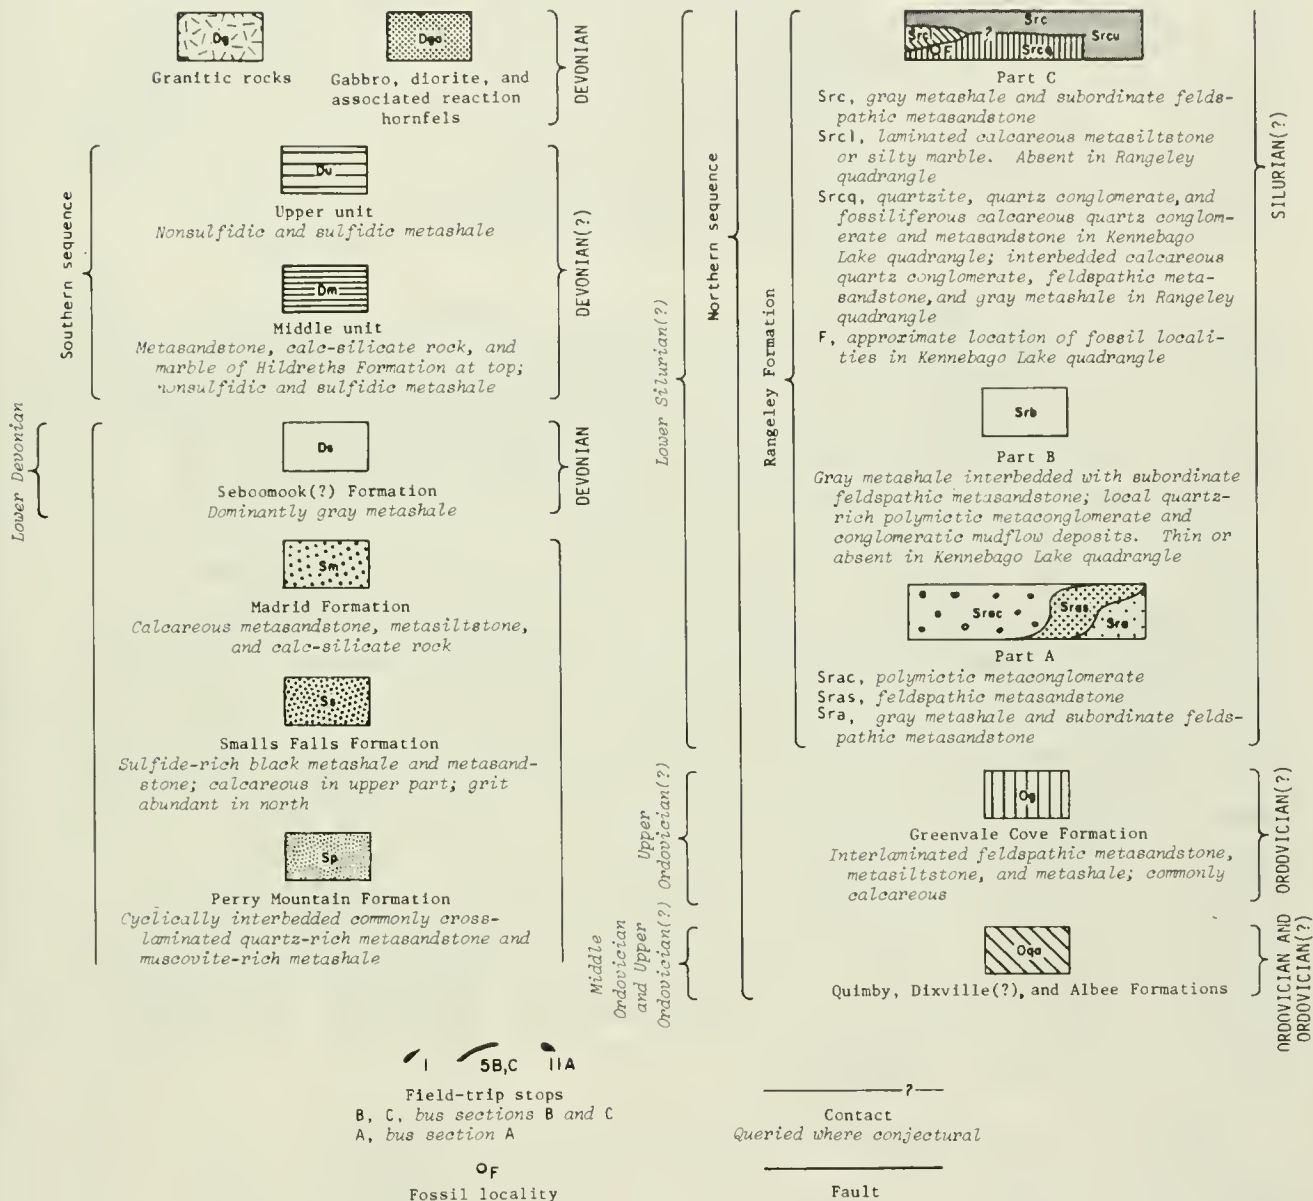 Dg
Granitic rocks
Dga
Gabbro, diorite, and
associated reaction
hornfels
DEVONIAN
Southern sequence
Du
Upper unit
Nonsulfidic and sulfidic metashale
Dm
Middle unit
Metasandstone, calc-silicate rock, and
marble of Hildreths Formation at top;
nonsulfidic and sulfidic metashale
DEVONIAN(?)
Lower Devonian
Ds
Seboomook(?) Formation
Dominantly gray metashale
DEVONIAN
Sm
Madrid Formation
Calcareous metasandstone, metasiltstone,
and calc-silicate rock
Ss
Smalls Falls Formation
Sulfide-rich black metashale and metasand-
stone; calcareous in upper part; grit
abundant in north
Sp
Perry Mountain Formation
Cyclically interbedded commonly cross-
laminated quartz-rich metasandstone and
muscovite-rich metashale
Lower Silurian(?)
Northern sequence
Rangeley Formation
Src
Srcl
?
Srcu
F
Srcq
Part C
Src, gray metashale and subordinate felds-
pathic metasandstone
Srcl, laminated calcareous metasiltstone
or silty marble. Absent in Rangeley
quadrangle
Srcq, quartzite, quartz conglomerate, and
fossiliferous calcareous quartz conglom-
erate and metasandstone in Kennebago
Lake quadrangle; interbedded calcareous
quartz conglomerate, feldspathic meta-
sandstone, and gray metashale in Rangeley
quadrangle
F, approximate location of fossil locali-
ties in Kennebago Lake quadrangle
SILURIAN(?)
Srb
Part B
Gray metashale interbedded with subordinate
feldspathic metasandstone; local quartz-
rich polymictic metaconglomerate and
conglomeratic mudflow deposits. Thin or
absent in Kennebago Lake quadrangle
Srac
Sras
Sra
Part A
Srac, polymictic metaconglomerate
Sras, feldspathic metasandstone
Sra, gray metashale and subordinate felds-
pathic metasandstone
Upper
Ordovician(?)
Og
Greenvale Cove Formation
Interlaminated feldspathic metasandstone,
metasiltstone, and metashale; commonly
calcareous
ORDOVICIAN(?)
Middle
Ordovician
and Upper
Ordovician(?)
Oqa
Quimby, Dixville(?), and Albee Formations
ORDOVICIAN AND
ORDOVICIAN(?)
1 5B,C 11A
Field-trip stops
B, C, bus sections B and C
A, bus section A
F
Fossil locality
?
Contact
Queried where conjectural
Fault